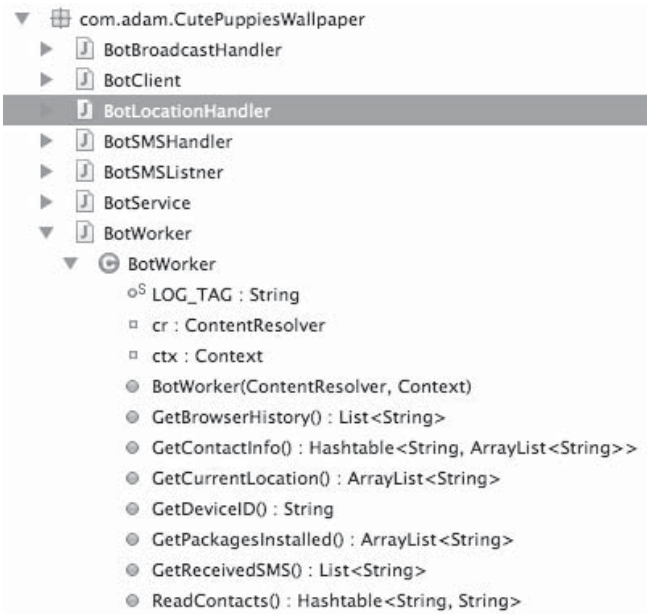 com.adam.CutePuppiesWallpaper
BotBroadcastHandler
BotClient
BotLocationHandler
BotSMSHandler
BotSMSListner
BotService
BotWorker
BotWorker
LOG_TAG : String
cr : ContentResolver
ctx : Context
BotWorker(ContentResolver, Context)
GetBrowserHistory() : List<String>
GetContactInfo() : Hashtable<String, ArrayList<String>>
GetCurrentLocation() : ArrayList<String>
GetDeviceID() : String
GetPackagesInstalled() : ArrayList<String>
GetReceivedSMS() : List<String>
ReadContacts() : Hashtable<String, String>